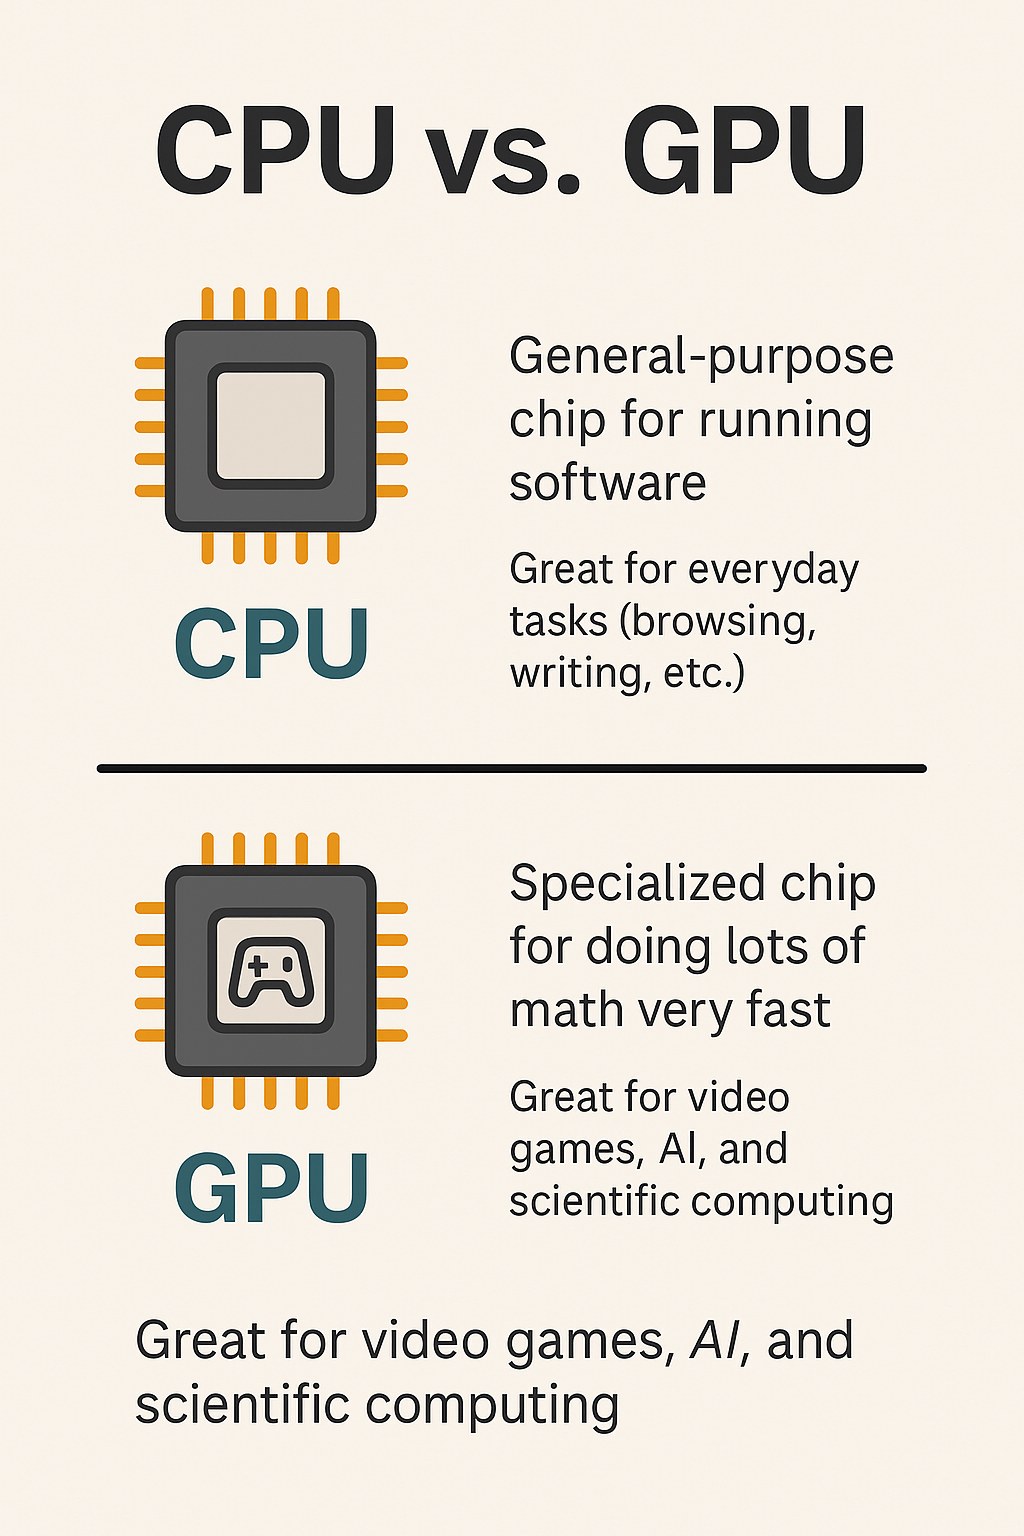 CPU vs. GPU
General-purpose
chip for running
software
Great for everyday
tasks (browsing,
writing, etc.)
CPU
Specialized chip
for doing lots of
math very fast
Great for video
games, AI, and
scientific computing
GPU
Great for video games, AI, and
scientific computing